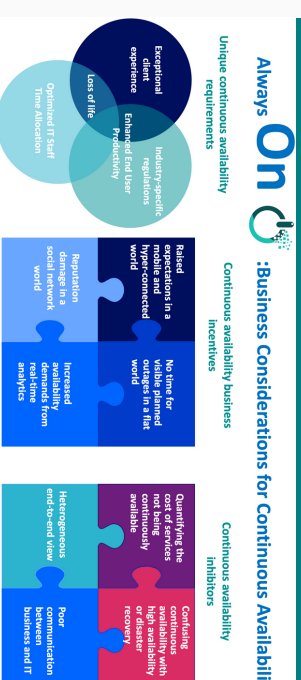 Always On :Business Considerations for Continuous Availabili
Unique continuous availability
requirements
Exceptional
client
experience
Industry-specific
regulations
Loss of life
Enhanced End User
Productivity
Optimized IT Staff
Time Allocation
Continuous availability business
incentives
Raised
expectations in a
mobile and
hyper-connected
world
No time for
visible planned
outages in a flat
world
Reputation
damage in a
social network
world
Increased
availability
demands from
real-time
analytics
Continuous availability
inhibitors
Quantifying the
cost of services
not being
continuously
available
Confusing
continuous
availability with
high availability
or disaster
recovery
Heterogeneous
end-to-end view
Poor
communication
between
business and IT